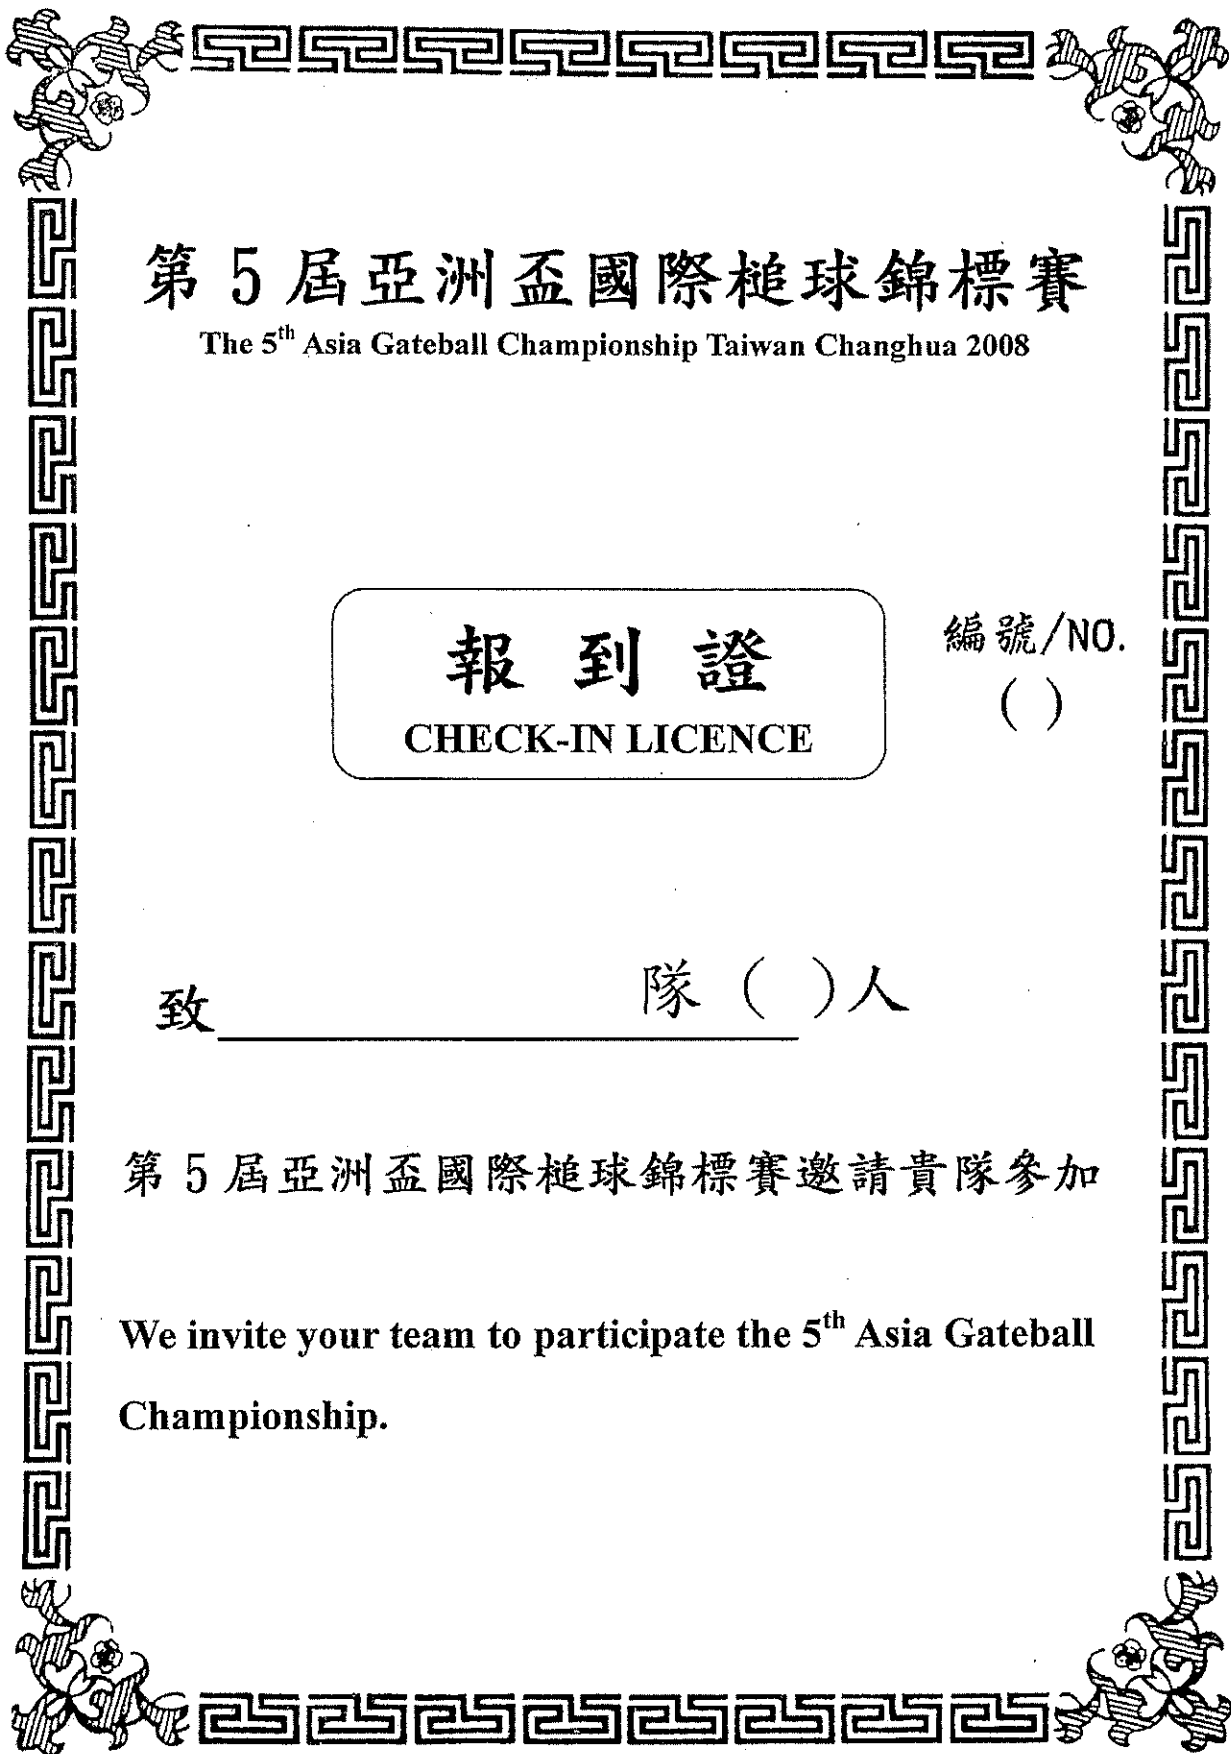 第 5 屆亞洲盃國際槌球錦標賽
The 5th Asia Gateball Championship Taiwan Changhua 2008
報 到 證
CHECK-IN LICENCE
編號/NO.
( )
致 隊 ( )人
第 5 屆亞洲盃國際槌球錦標賽邀請貴隊參加
We invite your team to participate the 5th Asia Gateball
Championship.